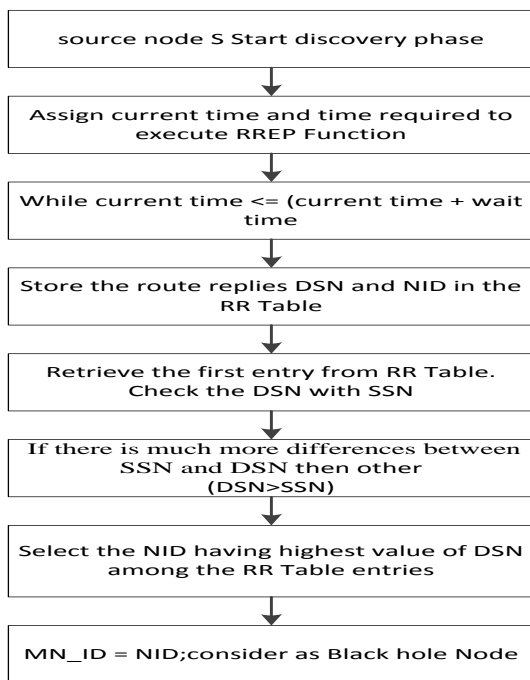 source node S Start discovery phase
Assign current time and time required to
execute RREP Function
While current time <= (current time + wait
time
Store the route replies DSN and NID in the
RR Table
Retrieve the first entry from RR Table.
Check the DSN with SSN
If there is much more differences between
SSN and DSN then other
(DSN>SSN)
Select the NID having highest value of DSN
among the RR Table entries
MN_ID = NID;consider as Black hole Node